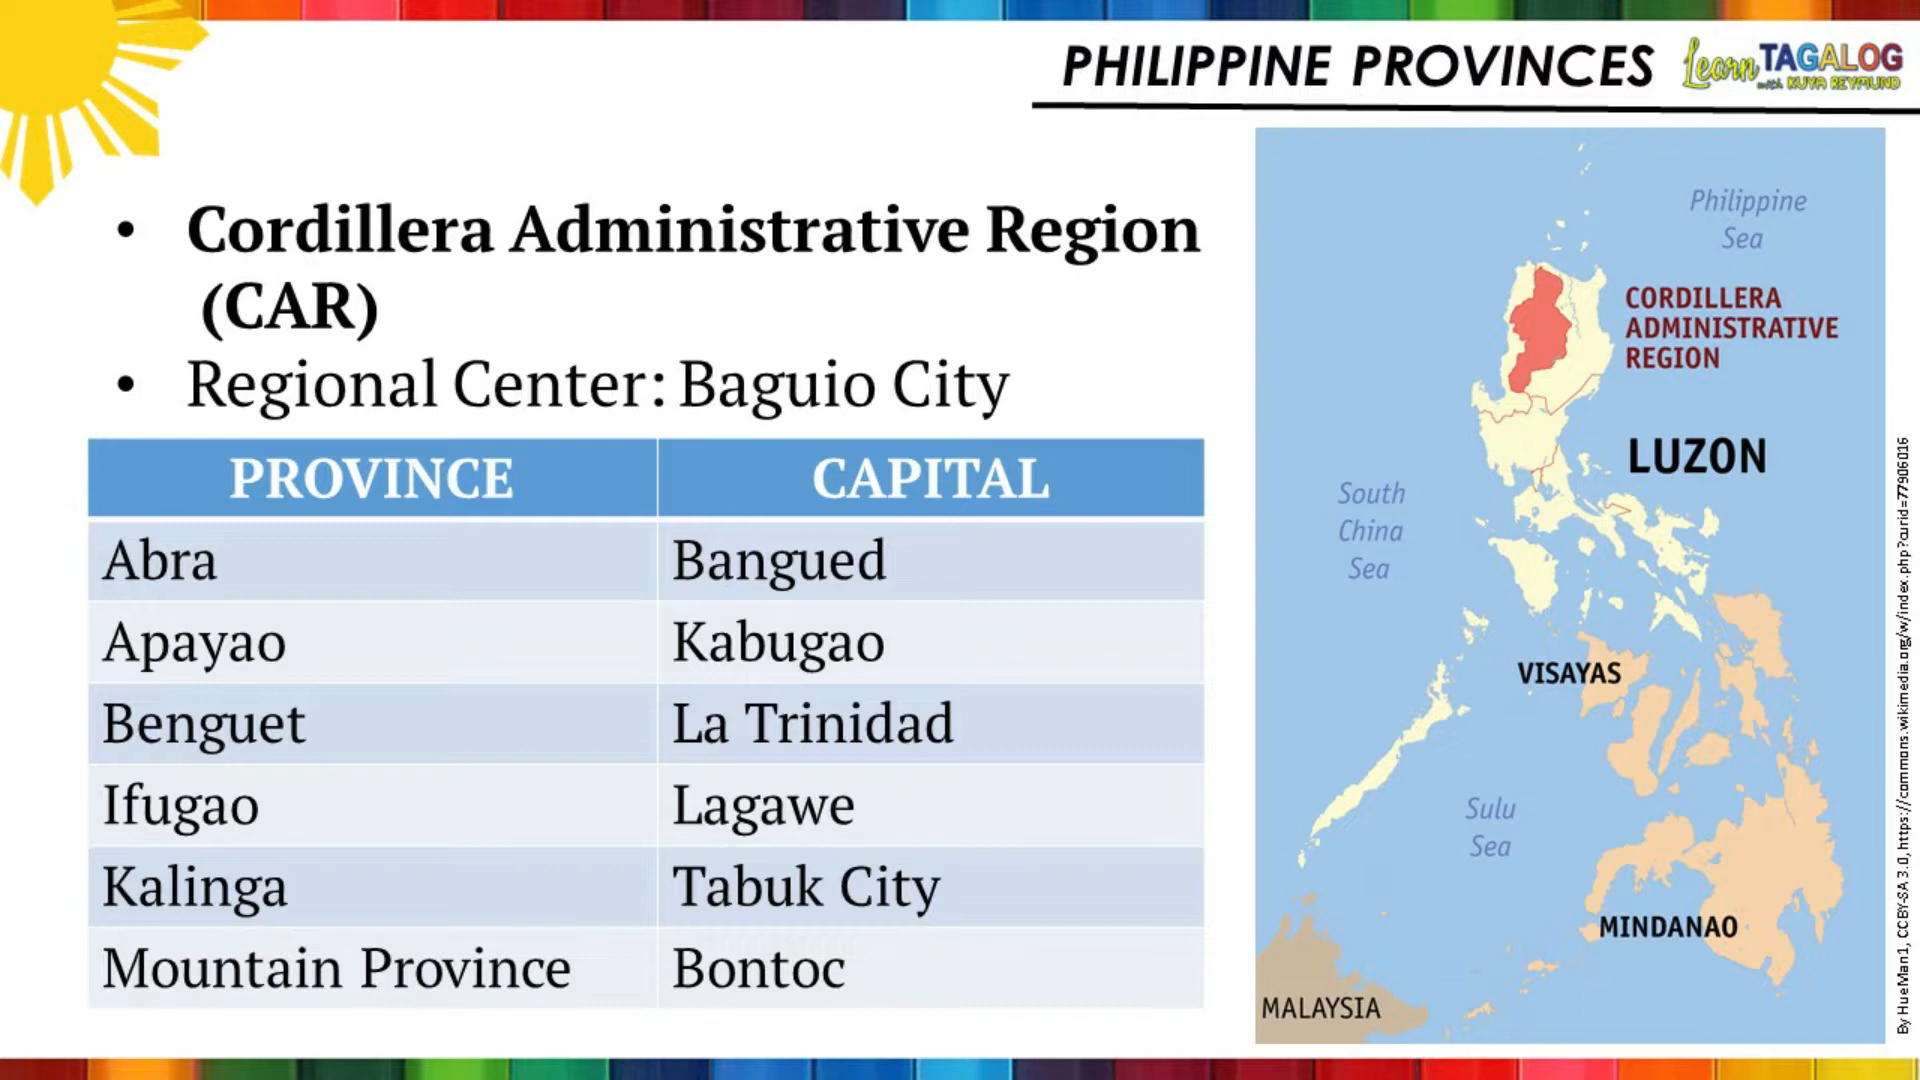 PHILIPPINE PROVINCES
Learn TAGALOG
with KUYA REYMUND
• Cordillera Administrative Region
(CAR)
• Regional Center: Baguio City
PROVINCE CAPITAL
Abra Bangued
Apayao Kabugao
Benguet La Trinidad
Ifugao Lagawe
Kalinga Tabuk City
Mountain Province Bontoc
Philippine
Sea
CORDILLERA
ADMINISTRATIVE
REGION
LUZON
South
China
Sea
VISAYAS
Sulu
Sea
MINDANAO
MALAYSIA
By HueMan1, CC BY-SA 3.0, https://commons.wikimedia.org/w/index.php?curid=77906016